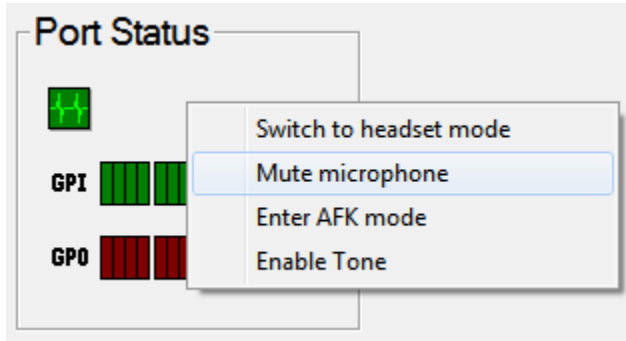 Port Status
Switch to headset mode
GPI
Mute microphone
Enter AFK mode
GPO
Enable Tone